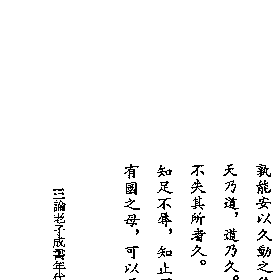 孰能安以久動之
天乃道，道乃久。
不失其所者久。
知足不辱，知止
有國之母，可以
三論老子成書年代